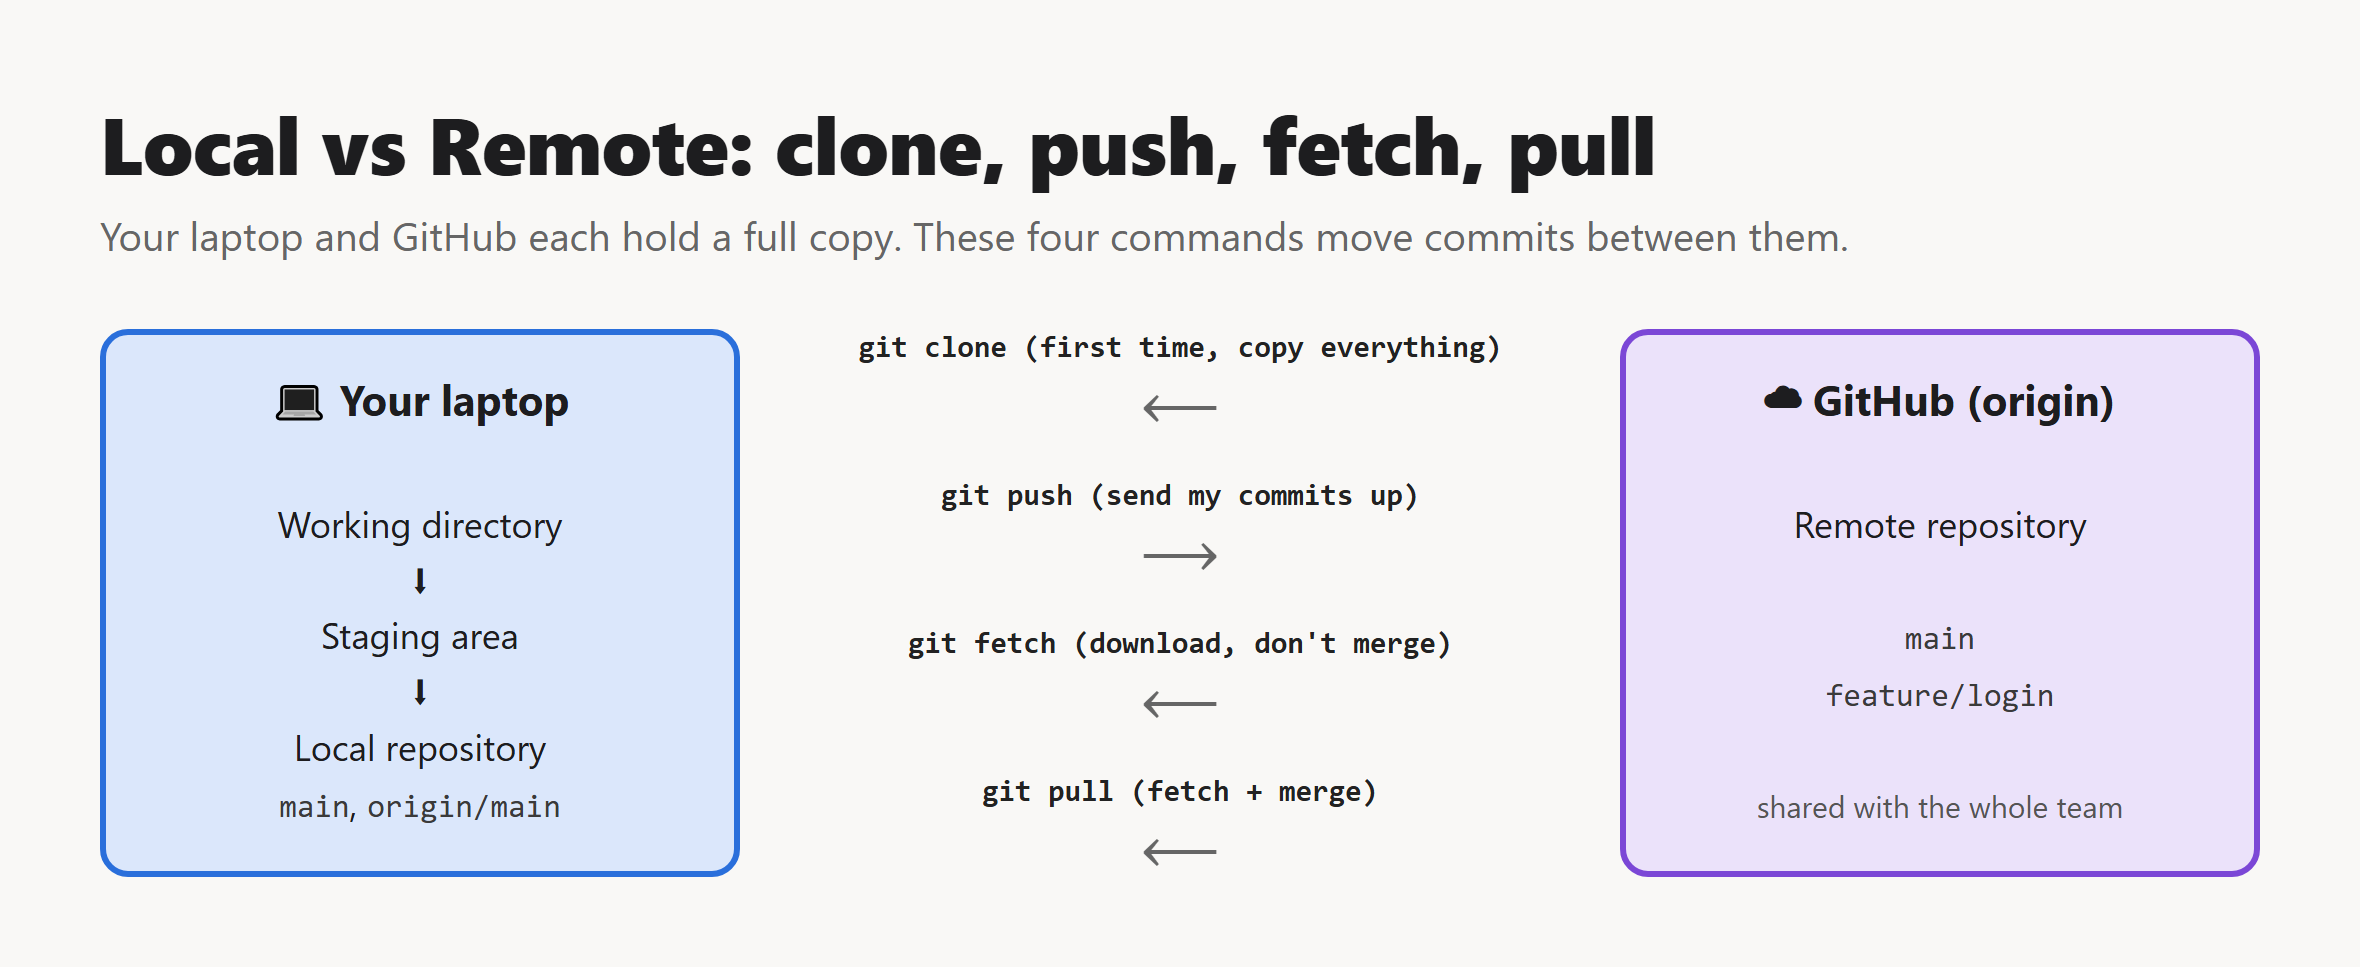 Local vs Remote: clone, push, fetch, pull
Your laptop and GitHub each hold a full copy. These four commands move commits between them.
Your laptop
Working directory
Staging area
Local repository
main, origin/main
git clone (first time, copy everything)
git push (send my commits up)
git fetch (download, don't merge)
git pull (fetch + merge)
GitHub (origin)
Remote repository
main
feature/login
shared with the whole team